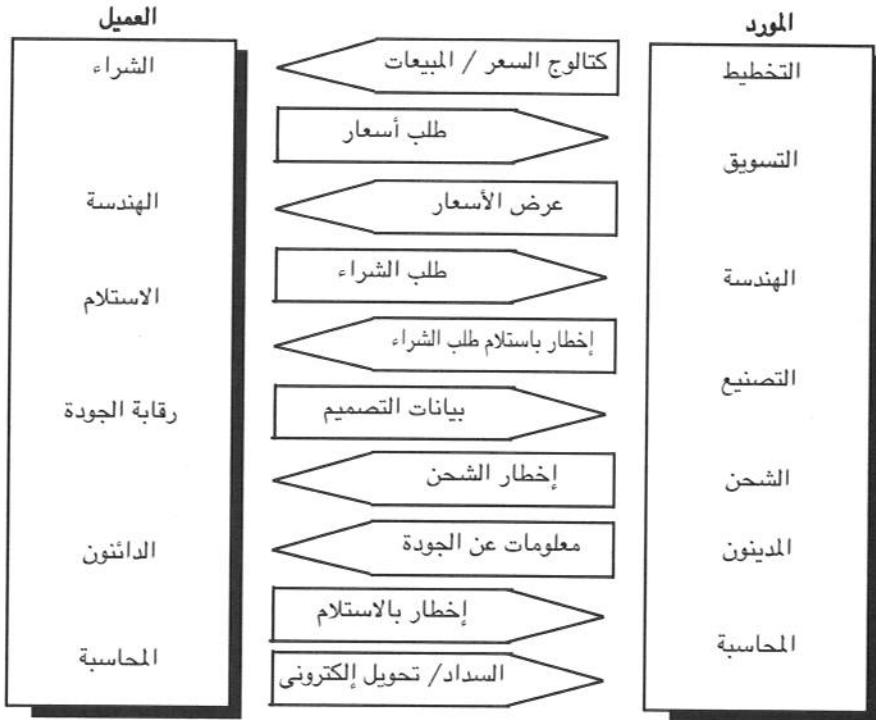 المورد
التخطيط
التسويق
الهندسة
التصنيع
الشحن
المدينون
المحاسبة
كتالوج السعر / المبيعات
طلب أسعار
عرض الأسعار
طلب الشراء
إخطار باستلام طلب الشراء
بيانات التصميم
إخطار الشحن
معلومات عن الجودة
إخطار بالاستلام
السداد/ تحويل إلكترونى
العميل
الشراء
الهندسة
الاستلام
رقابة الجودة
الدائنون
المحاسبة